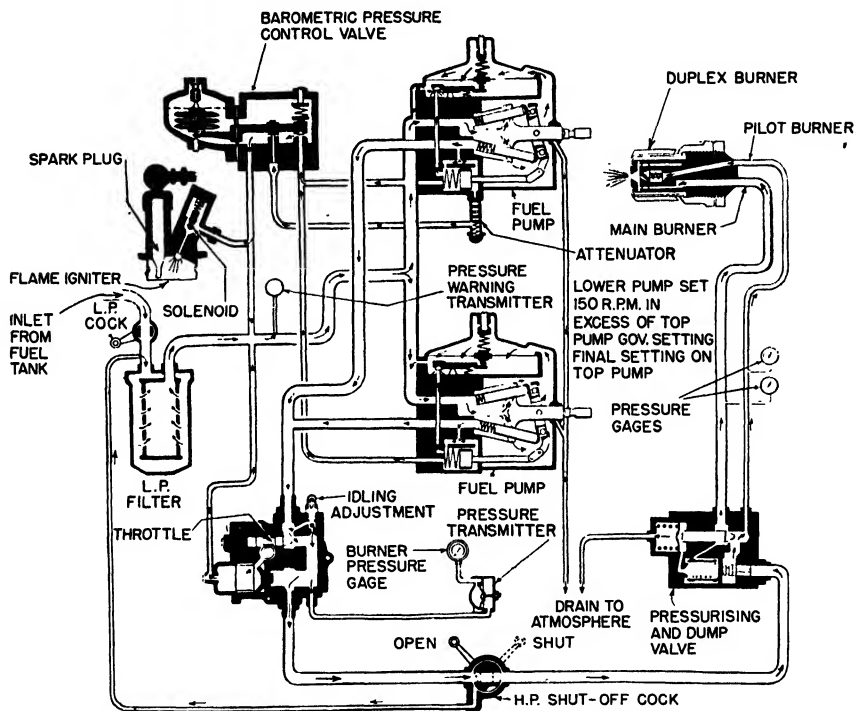 BAROMETRIC PRESSURE
CONTROL VALVE
DUPLEX BURNER
PILOT BURNER
SPARK PLUG
FUEL
PUMP
MAIN BURNER
ATTENUATOR
FLAME IGNITER
SOLENOID
PRESSURE
WARNING
TRANSMITTER
LOWER PUMP SET
150 R.P.M. IN
EXCESS OF TOP
PUMP GOV. SETTING
FINAL SETTING ON
TOP PUMP
INLET
FROM
FUEL
TANK
L.P.
COCK
PRESSURE
GAGES
L.P.
FILTER
FUEL PUMP
THROTTLE
IDLING
ADJUSTMENT
PRESSURE
TRANSMITTER
BURNER
PRESSURE
GAGE
DRAIN TO
ATMOSPHERE
PRESSURISING
AND DUMP
VALVE
OPEN
SHUT
H.P. SHUT-OFF COCK